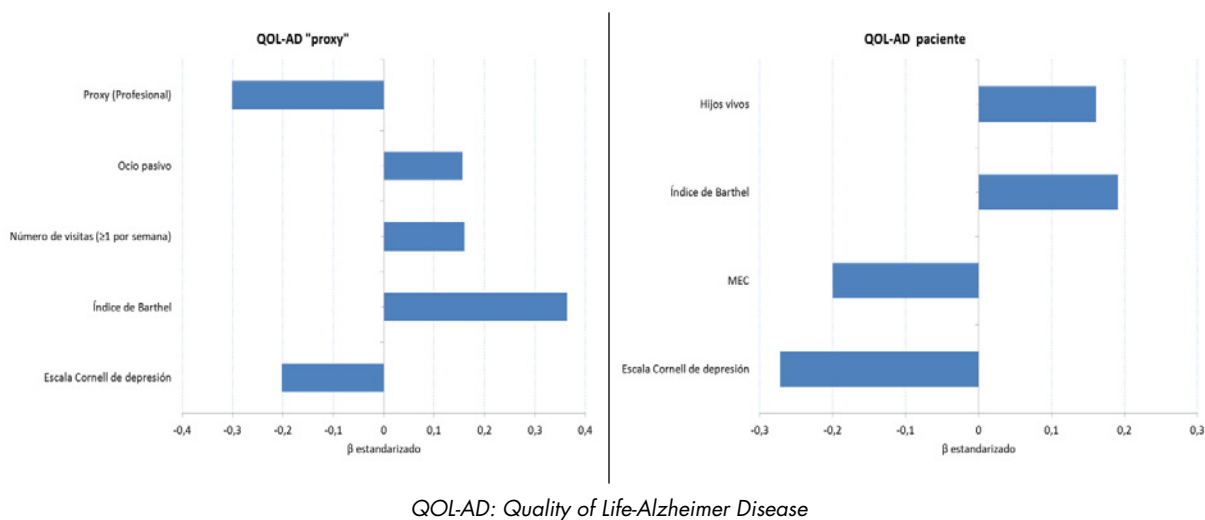 QOL-AD "proxy"
Proxy (Profesional)
Ocio pasivo
Número de visitas (≥1 por semana)
Índice de Barthel
Escala Cornell de depresión
-0,4 -0,3 -0,2 -0,1 0 0,1 0,2 0,3 0,4
β estandarizado
QOL-AD paciente
Hijos vivos
Índice de Barthel
MEC
Escala Cornell de depresión
-0,3 -0,2 -0,1 0 0,1 0,2 0,3
β estandarizado
QOL-AD: Quality of Life-Alzheimer Disease